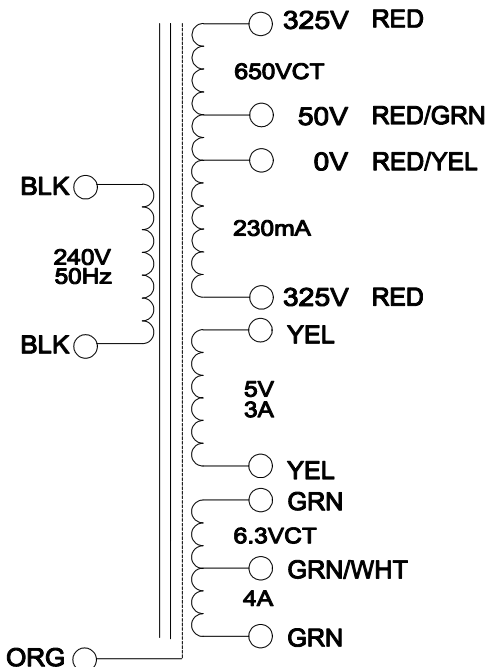 325V RED
650VCT
50V RED/GRN
0V RED/YEL
BLK
230mA
240V
50Hz
325V RED
YEL
BLK
5V
3A
YEL
GRN
6.3VCT
GRN/WHT
4A
GRN
ORG